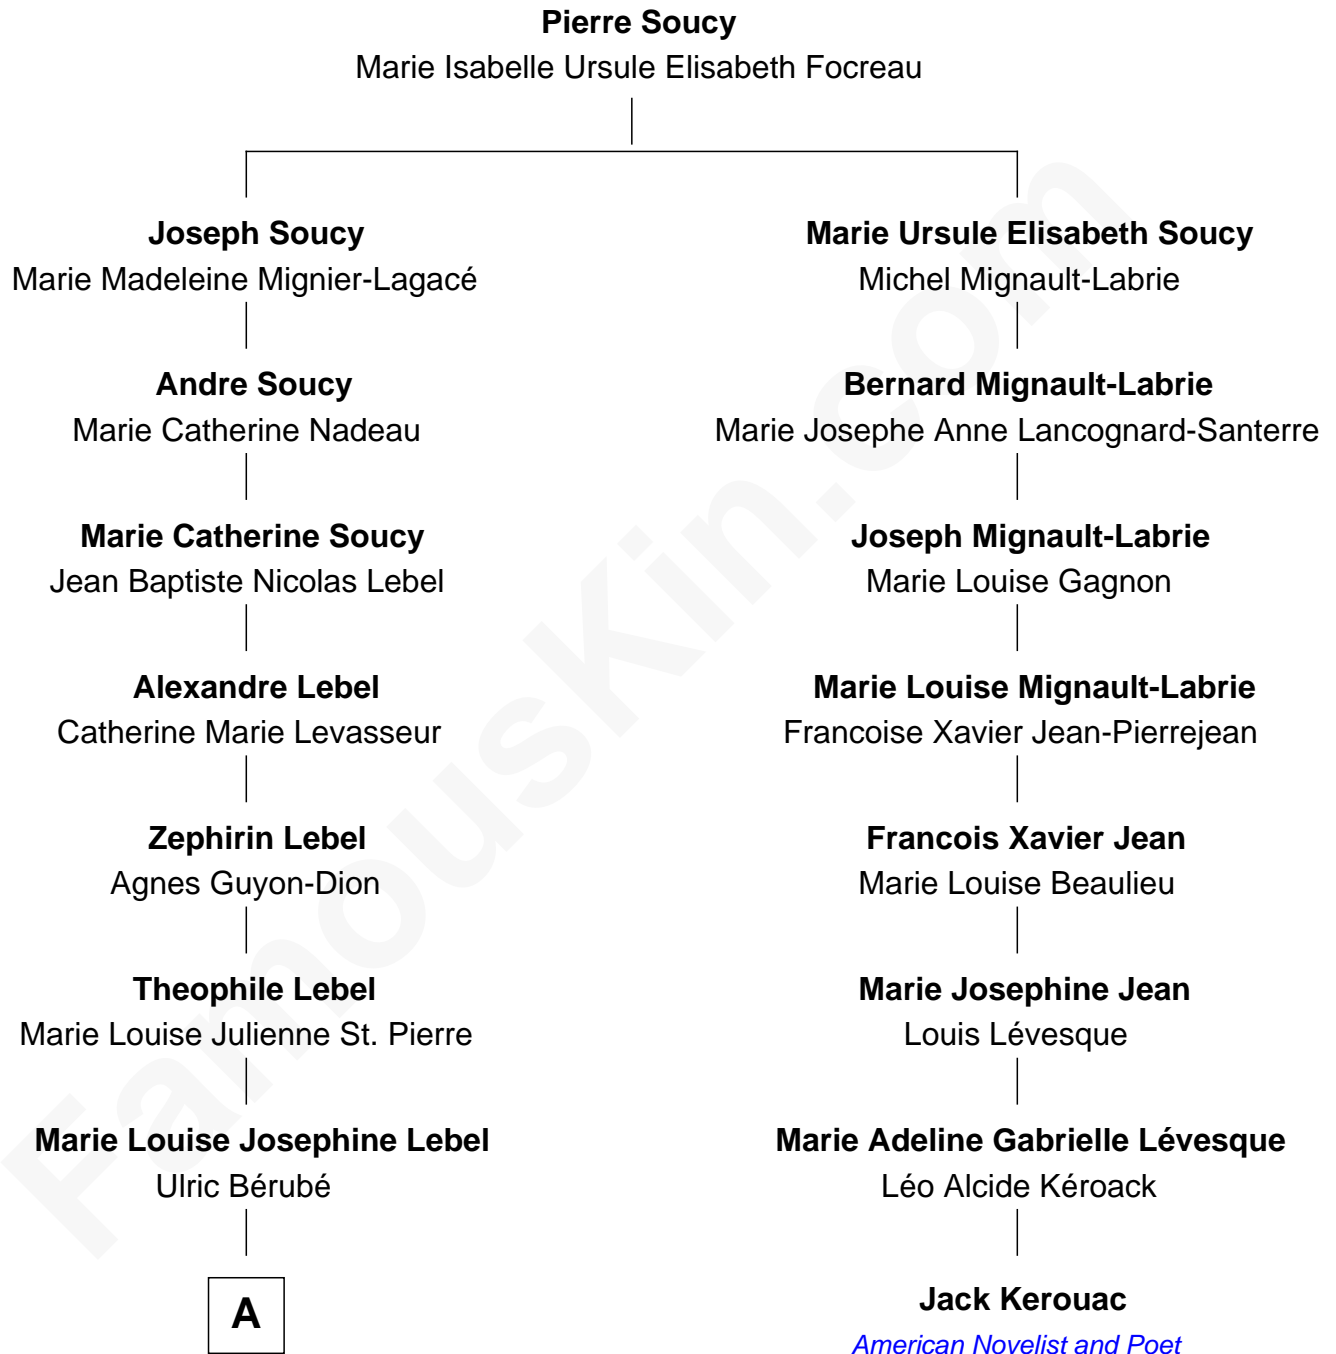 Pierre Soucy
Marie Isabelle Ursule Elisabeth Focreau
Joseph Soucy
Marie Madeleine Mignier-Lagacé
Andre Soucy
Marie Catherine Nadeau
Marie Catherine Soucy
Jean Baptiste Nicolas Lebel
Alexandre Lebel
Catherine Marie Levasseur
Zephirin Lebel
Agnes Guyon-Dion
Theophile Lebel
Marie Louise Julienne St. Pierre
Marie Louise Josephine Lebel
Ulric Bérubé
A
Marie Ursule Elisabeth Soucy
Michel Mignault-Labrie
Bernard Mignault-Labrie
Marie Josephe Anne Lancognard-Santerre
Joseph Mignault-Labrie
Marie Louise Gagnon
Marie Louise Mignault-Labrie
Francoise Xavier Jean-Pierrejean
Francois Xavier Jean
Marie Louise Beaulieu
Marie Josephine Jean
Louis Lévesque
Marie Adeline Gabrielle Lévesque
Léo Alcide Kéroack
Jack Kerouac
American Novelist and Poet
FamousKin.com